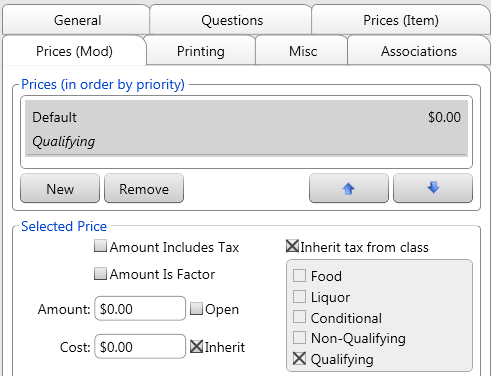 General Questions Prices (Item)
Prices (Mod) Printing Misc Associations
Prices (in order by priority)
Default $0.00
Qualifying
New Remove
Selected Price
Amount Includes Tax Inherit tax from class
Amount Is Factor Food
Liquor
Amount: $0.00 Open Conditional
Non-Qualifying
Cost: $0.00 Inherit Qualifying